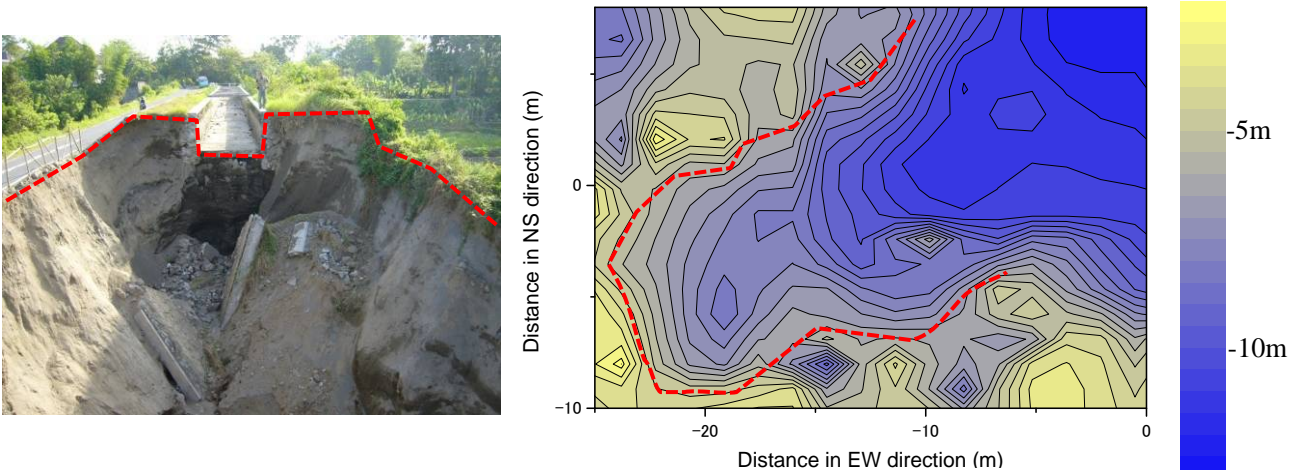 Distance in NS direction (m)
0
-10
-20
-10
0
Distance in EW direction (m)
-5m
-10m